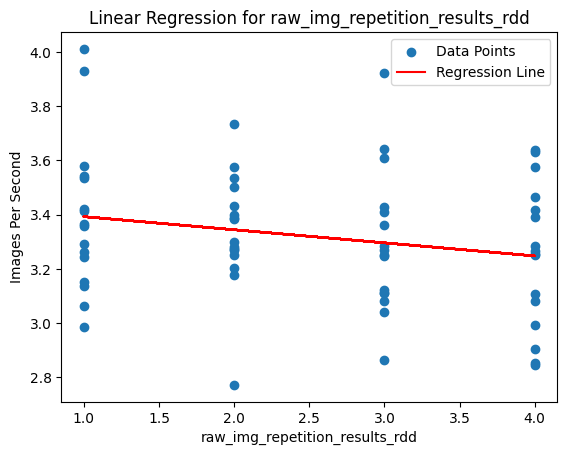 Linear Regression for raw_img_repetition_results_rdd
Data Points
Regression Line
Images Per Second
4.0
3.8
3.6
3.4
3.2
3.0
2.8
1.0
1.5
2.0
2.5
3.0
3.5
4.0
raw_img_repetition_results_rdd